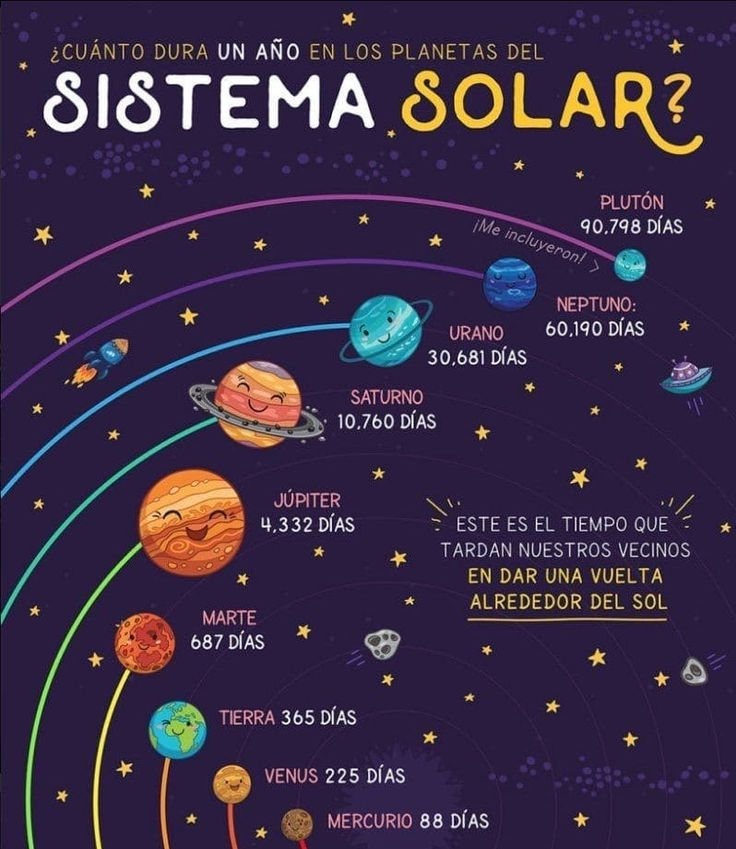 ¿CUÁNTO DURA UN AÑO EN LOS PLANETAS DEL
SISTEMA SOLAR?
PLUTÓN
90,798 DÍAS
¡Me incluyeron! >
NEPTUNO:
60,190 DÍAS
URANO
30,681 DÍAS
SATURNO
10,760 DÍAS
JÚPITER
4,332 DÍAS
ESTE ES EL TIEMPO QUE
TARDAN NUESTROS VECINOS
EN DAR UNA VUELTA
ALREDEDOR DEL SOL
MARTE
687 DÍAS
TIERRA 365 DÍAS
VENUS 225 DÍAS
MERCURIO 88 DÍAS